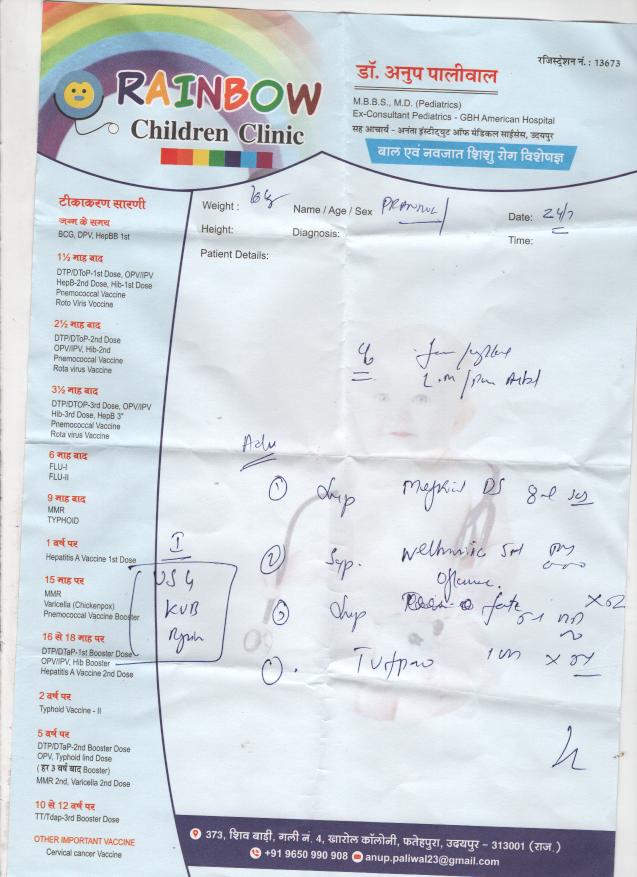 RAINBOW
Children Clinic
रजिस्ट्रेशन नं. : 13673
डॉ. अनुप पालीवाल
M.B.B.S., M.D. (Pediatrics)
Ex-Consultant Pediatrics - GBH American Hospital
सह आचार्य - अनंता इंस्टीट्युट ऑफ मेडिकल साईंसेस, उदयपुर
बाल एवं नवजात शिशु रोग विशेषज्ञ
Weight : Name / Age / Sex Date: 24/7
Height: Diagnosis: Time:
Patient Details:
टीकाकरण सारणी
जन्म के समय
BCG, DPV, HepBB 1st
1½ माह बाद
DTP/DToP-1st Dose, OPV/IPV
HepB-2nd Dose, Hib-1st Dose
Pnemococcal Vaccine
Roto Viris Voccine
2½ माह बाद
DTP/DToP-2nd Dose
OPV/IPV, Hib-2nd
Pnemococcal Vaccine
Rota virus Vaccine
3½ माह बाद
DTP/DTOP-3rd Dose, OPV/IPV
Hib-3rd Dose, HepB 3"
Pnemococcal Vaccine
Rota virus Vaccine
6 माह बाद
FLU-I
FLU-II
9 माह बाद
MMR
TYPHOID
1 वर्ष पर
Hepatitis A Vaccine 1st Dose
15 माह पर
MMR
Varicella (Chickenpox)
Pnemococcal Vaccine Booster
16 से 18 माह पर
DTP/DTaP-1st Booster Dose
OPV/IPV, Hib Booster
Hepatitis A Vaccine 2nd Dose
2 वर्ष पर
Typhoid Vaccine - II
5 वर्ष पर
DTP/DTaP-2nd Booster Dose
OPV, Typhoid IInd Dose
( हर 3 वर्ष बाद Booster)
MMR 2nd, Varicella 2nd Dose
10 से 12 वर्ष पर
TT/Tdap-3rd Booster Dose
OTHER IMPORTANT VACCINE
Cervical cancer Vaccine
I
USG
KUB
Adv
① Syp DS
② Syp.
③ Syp
373, शिव बाड़ी, गली नं. 4, खारोल कॉलोनी, फतेहपुरा, उदयपुर – 313001 (राज.)
+91 9650 990 908 anup.paliwal23@gmail.com